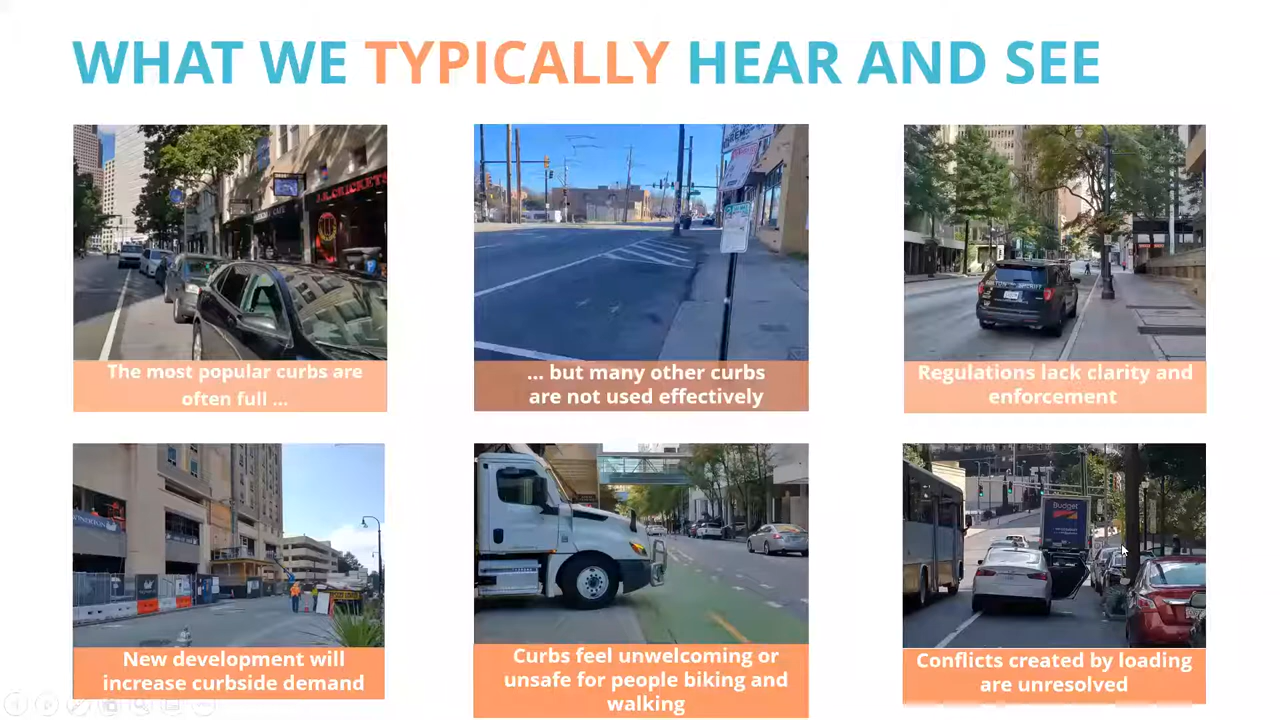 WHAT WE TYPICALLY HEAR AND SEE
J.R. CRICKETS
The most popular curbs are
often full ...
... but many other curbs
are not used effectively
Regulations lack clarity and
enforcement
Budget
New development will
increase curbside demand
Curbs feel unwelcoming or
unsafe for people biking and
walking
Conflicts created by loading
are unresolved